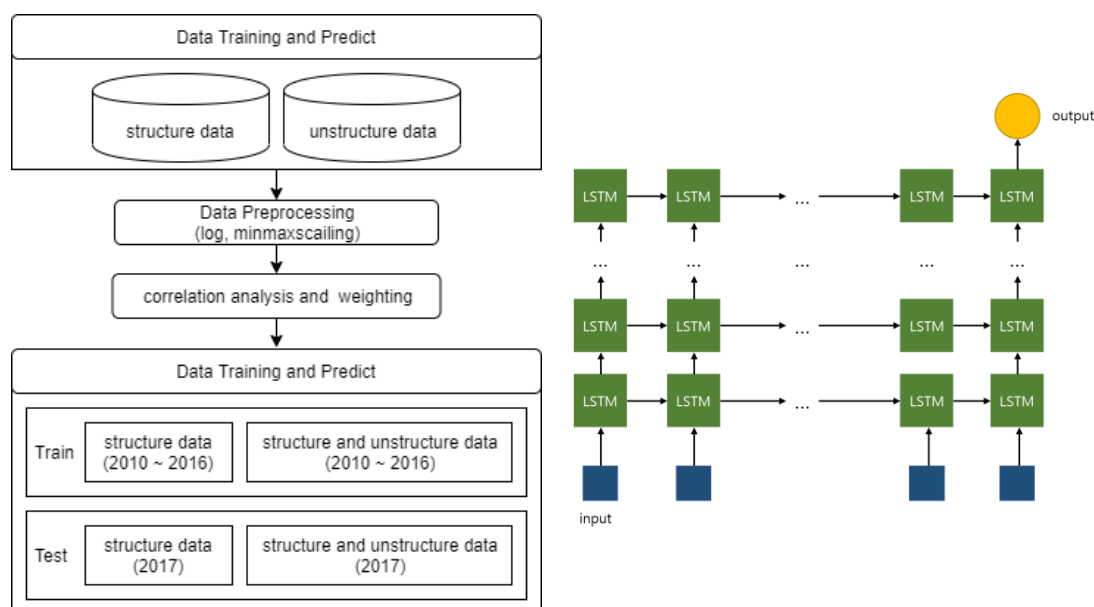 Data Training and Predict
structure data
unstructure data
Data Preprocessing
(log, minmaxscailing)
correlation analysis and weighting
Data Training and Predict
Train
structure data
(2010 ~ 2016)
structure and unstructure data
(2010 ~ 2016)
Test
structure data
(2017)
structure and unstructure data
(2017)
output
LSTM
LSTM
...
LSTM
LSTM
...
...
...
...
...
LSTM
LSTM
...
LSTM
LSTM
LSTM
LSTM
...
LSTM
LSTM
input